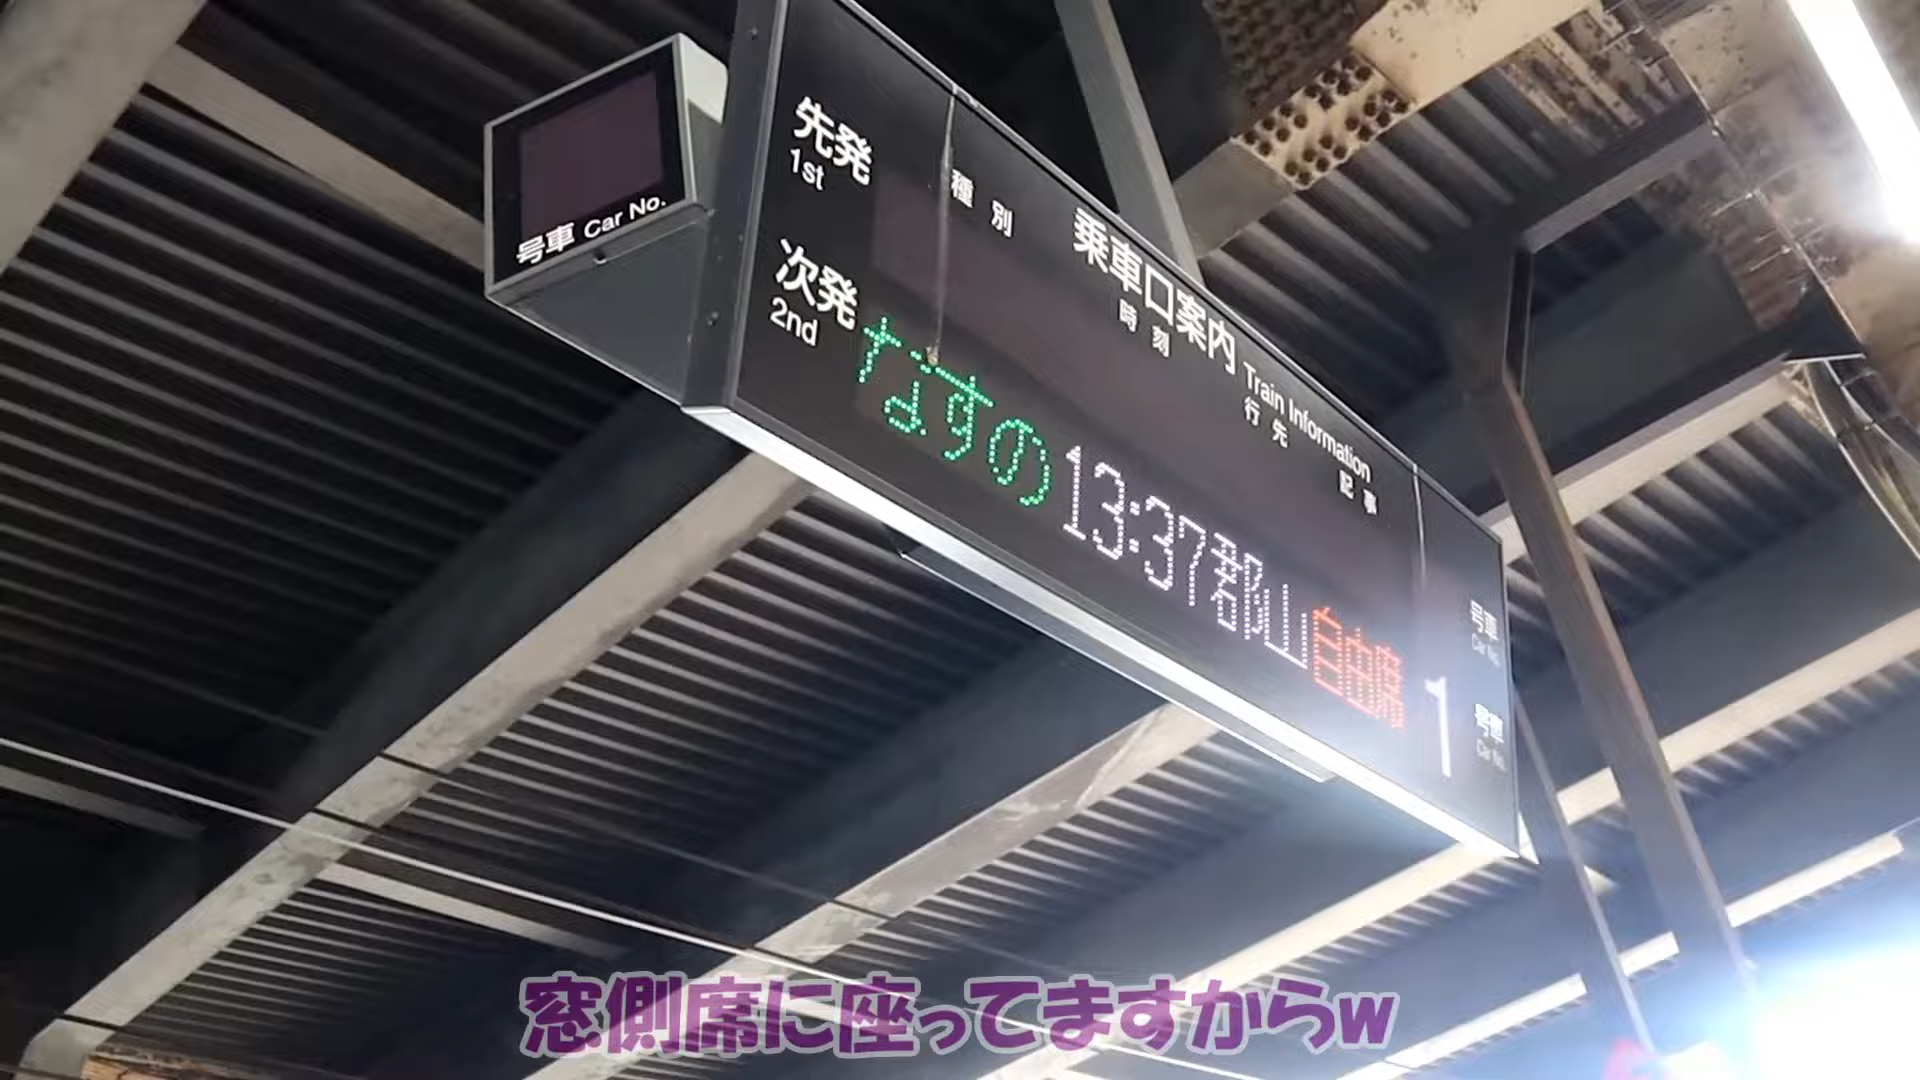 号車 Car No.
乗車口案内 Train Information
種別 時刻 行先 記事
先発
1st
号車
Car No.
次発
2nd
なすの 13:37 郡山 自由席 1
号車
Car No.
窓側席に座ってますからw